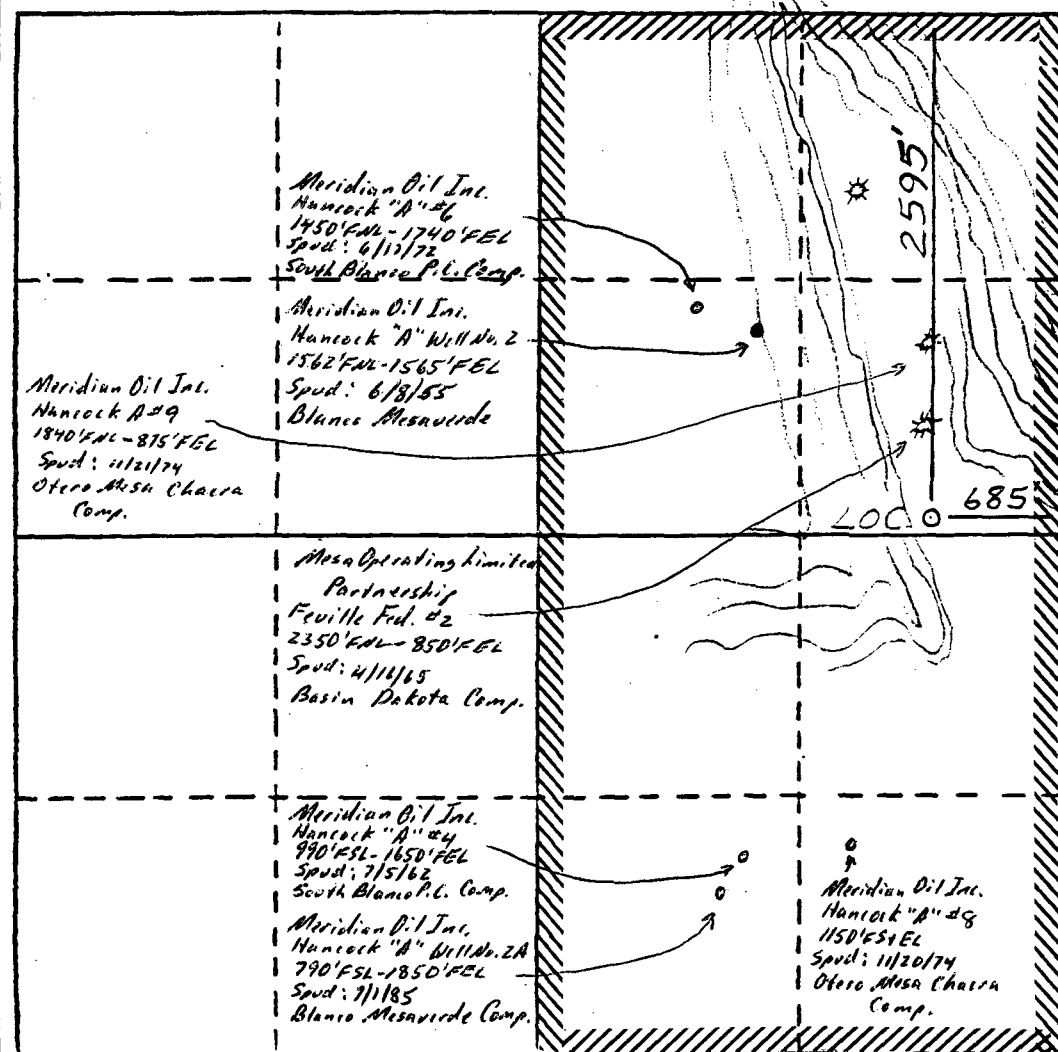 Meridian Oil Inc.
Hancock "A" #6
1450'FNL-1740'FEL
Spud: 6/17/72
South Blanco P.C. Comp.
Meridian Oil Inc.
Hancock "A" Well No. 2
1562'FNL-1565'FEL
Spud: 6/8/55
Blanco Mesaverde
Meridian Oil Inc.
Hancock A#9
1840'FNL-875'FEL
Spud: 11/21/74
Otero Mesa Chacra
Comp.
2595'
685'
LOC
Mesa Operating Limited
Partnership
Feuille Fed. #2
2350'FNL-850'FEL
Spud: 4/16/65
Basin Dakota Comp.
Meridian Oil Inc.
Hancock "A" #4
990'FSL-1650'FEL
Spud: 7/5/62
South Blanco P.C. Comp.
Meridian Oil Inc.
Hancock "A" Well No. 2A
790'FSL-1850'FEL
Spud: 7/1/85
Blanco Mesaverde Comp.
Meridian Oil Inc.
Hancock "A" #8
1150'FS+EL
Spud: 11/20/74
Otero Mesa Chacra
Comp.